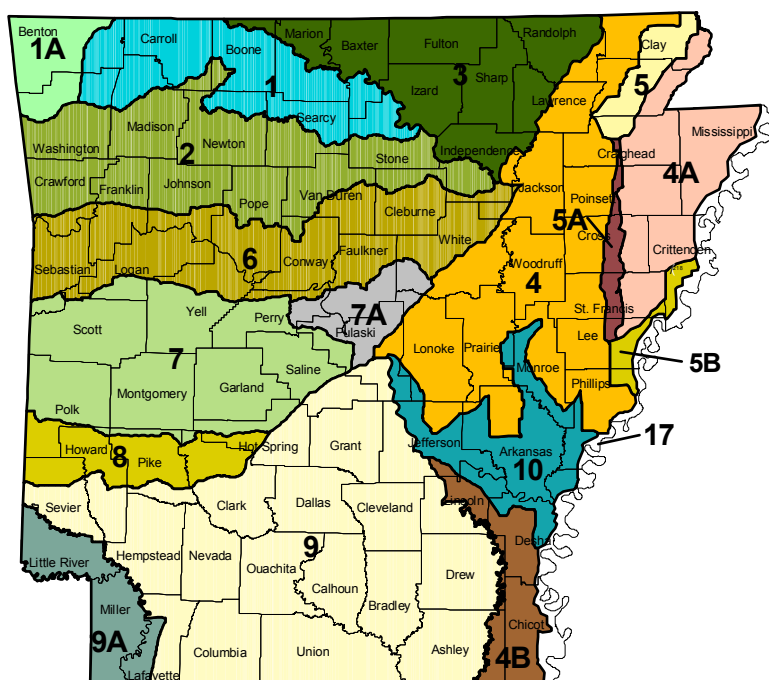 Benton
Carroll
Boone
Marion
Baxter
Fulton
Randolph
Clay
1A
1
3
5
Izard
Sharp
Lawrence
Searcy
Madison
Washington
Newton
2
Stone
Independence
Craighead
Mississippi
4A
Crawford
Franklin
Johnson
Pope
Van Buren
Cleburne
Jackson
Poinsett
5A
Cross
Crittenden
Sebastian
Logan
6
Conway
Faulkner
White
Woodruff
4
St. Francis
Scott
Yell
Perry
7A
Pulaski
Lonoke
Prairie
Monroe
Lee
5B
7
Saline
Garland
Montgomery
Polk
Phillips
17
Howard
8
Pike
Hot Spring
Grant
Jefferson
Arkansas
10
Sevier
Clark
Dallas
Cleveland
Lincoln
Desha
Little River
Hempstead
Nevada
Ouachita
9
Calhoun
Bradley
Drew
Miller
9A
Lafayette
Columbia
Union
Ashley
Chicot
4B